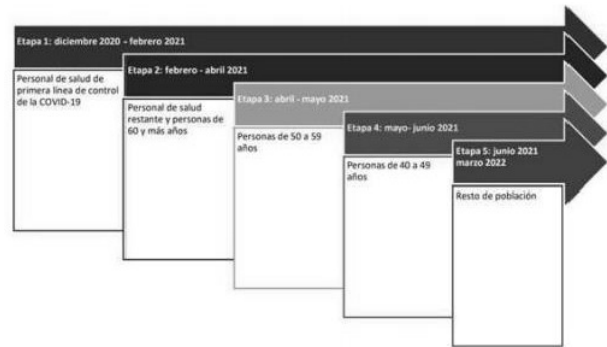 Etapa 1: diciembre 2020 – febrero 2021
Personal de salud de
primera línea de control
de la COVID-19
Etapa 2: febrero - abril 2021
Personal de salud
restante y personas de
60 y más años
Etapa 3: abril - mayo 2021
Personas de 50 a 59
años
Etapa 4: mayo- junio 2021
Personas de 40 a 49
años
Etapa 5: junio 2021
marzo 2022
Resto de población